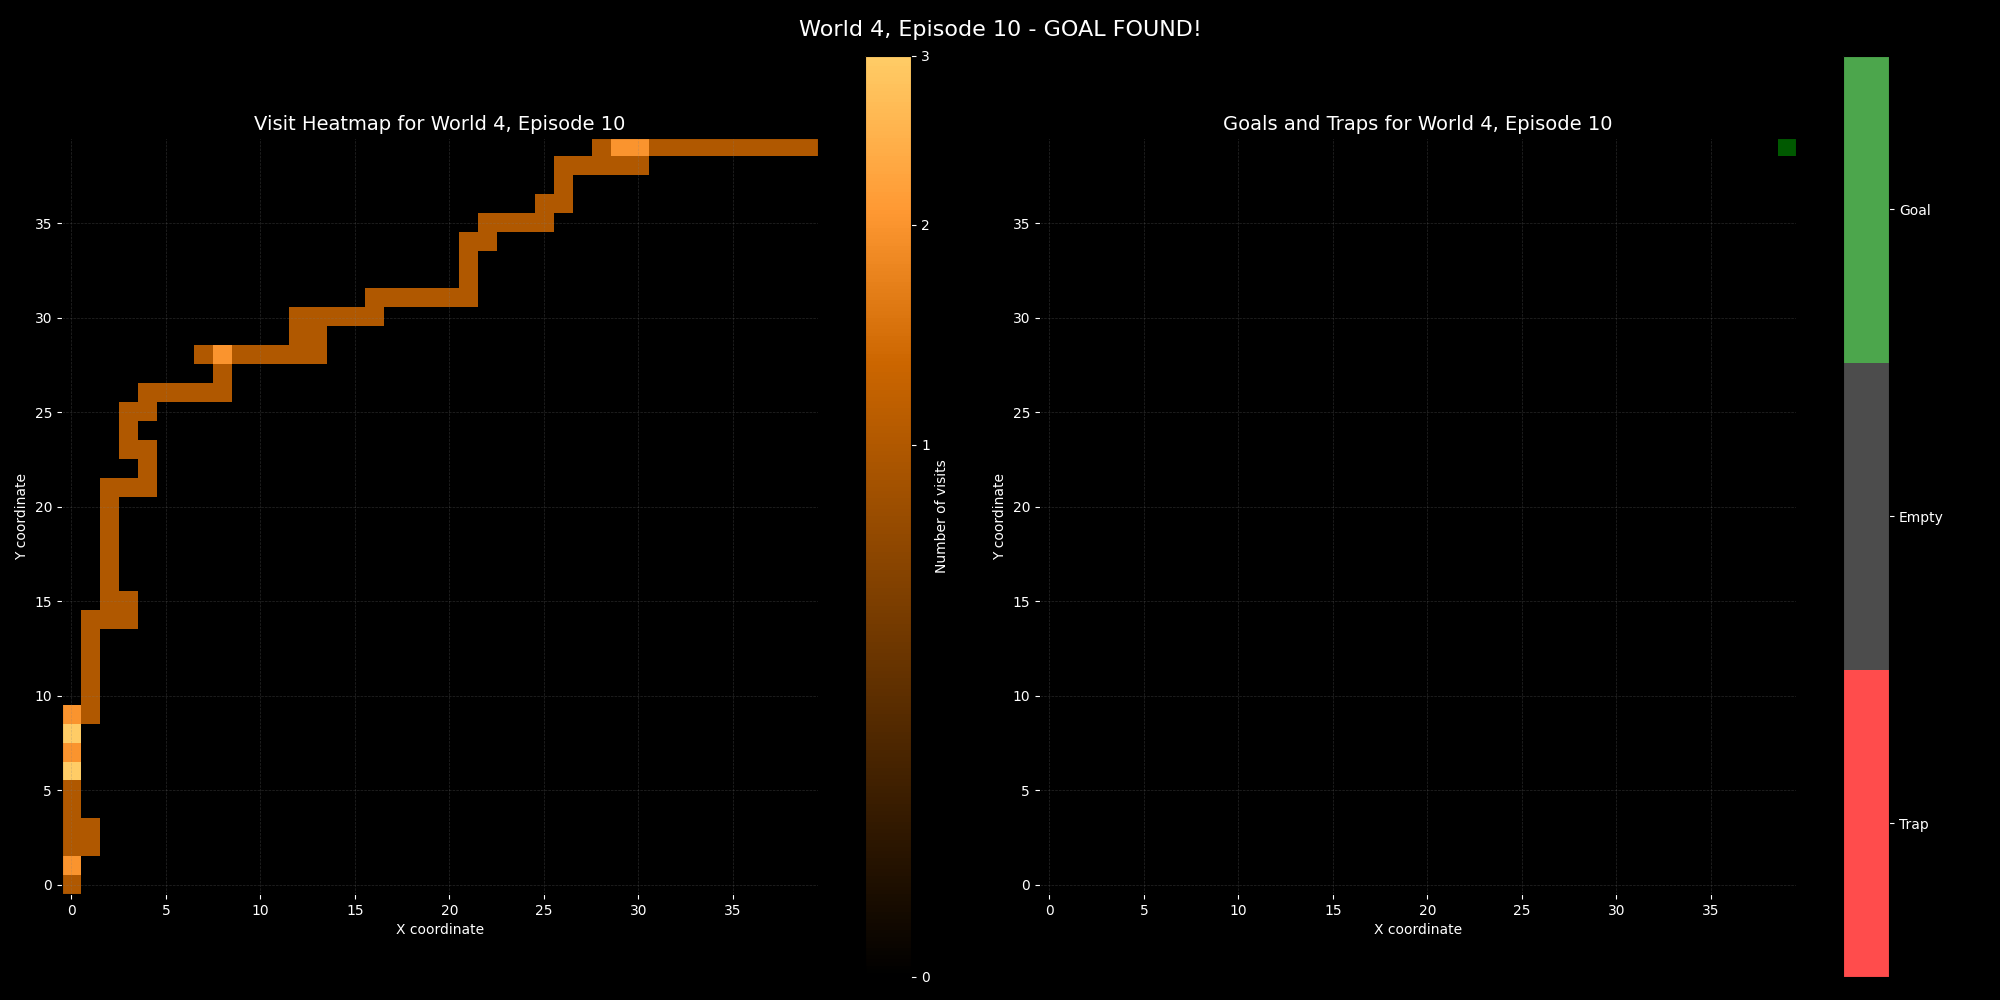 World 4, Episode 10 - GOAL FOUND!
Visit Heatmap for World 4, Episode 10
35
30
25
20
15
10
5
0
Y coordinate
0 5 10 15 20 25 30 35
X coordinate
3
2
1
0
Number of visits
Goals and Traps for World 4, Episode 10
35
30
25
20
15
10
5
0
Y coordinate
0 5 10 15 20 25 30 35
X coordinate
Goal
Empty
Trap